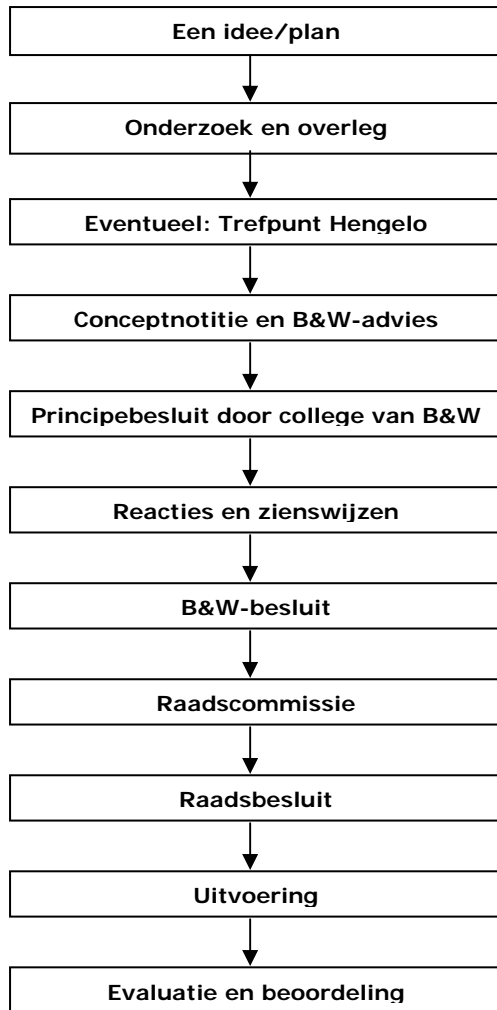 Een idee/plan
Onderzoek en overleg
Eventueel: Trefpunt Hengelo
Conceptnotitie en B&W-advies
Principebesluit door college van B&W
Reacties en zienswijzen
B&W-besluit
Raadscommissie
Raadsbesluit
Uitvoering
Evaluatie en beoordeling